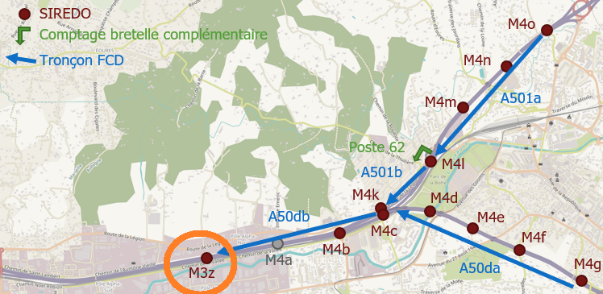 SIREDO
Comptage bretelle complémentaire
Tronçon FCD
M4o
M4n
A501a
M4m
Poste 62
M4l
A501b
M4k
M4d
M4c
M4e
A50db
M4b
M4f
M4a
A50da
M4g
M3z